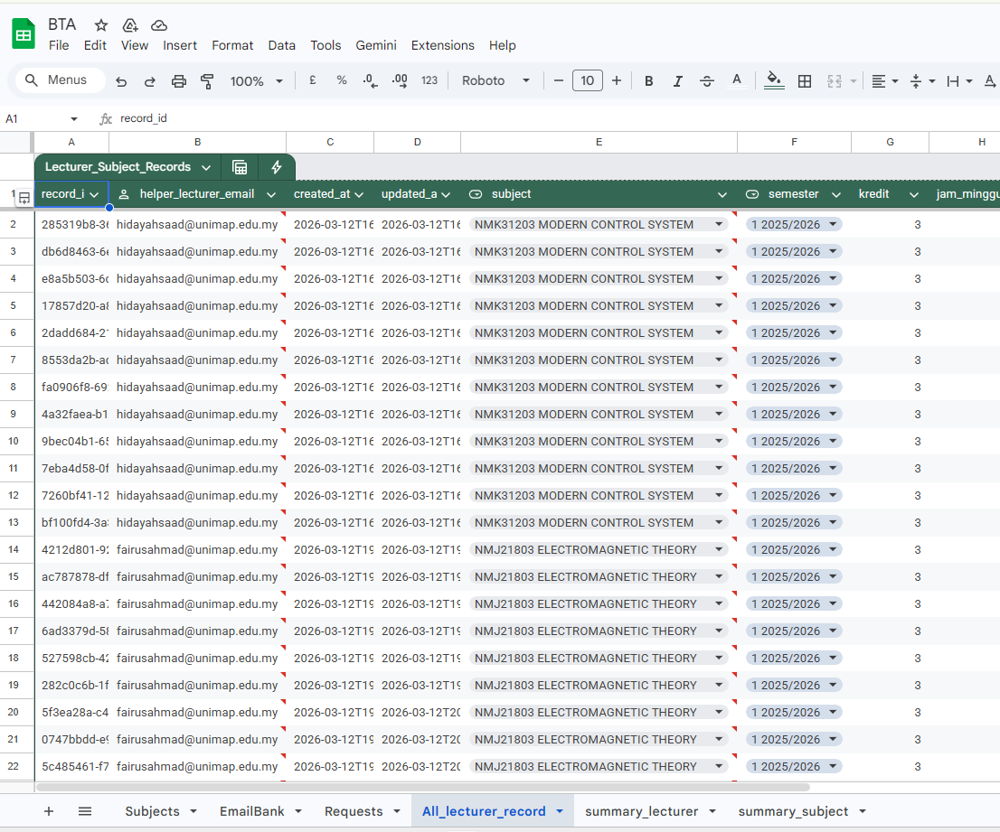 BTA
File Edit View Insert Format Data Tools Gemini Extensions Help
Menus 100% £ % .0 .00 123 Roboto 10 B I S A A
A1 fx record_id
A B C D E F G H
Lecturer_Subject_Records
1 record_i helper_lecturer_email created_at updated_a subject semester kredit jam_minggu
2 285319b8-36 hidayahsaad@unimap.edu.my 2026-03-12T16 2026-03-12T16 NMK31203 MODERN CONTROL SYSTEM 1 2025/2026 3
3 db6d8463-6e hidayahsaad@unimap.edu.my 2026-03-12T16 2026-03-12T16 NMK31203 MODERN CONTROL SYSTEM 1 2025/2026 3
4 e8a5b503-6c hidayahsaad@unimap.edu.my 2026-03-12T16 2026-03-12T16 NMK31203 MODERN CONTROL SYSTEM 1 2025/2026 3
5 17857d20-a8 hidayahsaad@unimap.edu.my 2026-03-12T16 2026-03-12T16 NMK31203 MODERN CONTROL SYSTEM 1 2025/2026 3
6 2dadd684-21 hidayahsaad@unimap.edu.my 2026-03-12T16 2026-03-12T16 NMK31203 MODERN CONTROL SYSTEM 1 2025/2026 3
7 8553da2b-ac hidayahsaad@unimap.edu.my 2026-03-12T16 2026-03-12T16 NMK31203 MODERN CONTROL SYSTEM 1 2025/2026 3
8 fa0906f8-69 hidayahsaad@unimap.edu.my 2026-03-12T16 2026-03-12T16 NMK31203 MODERN CONTROL SYSTEM 1 2025/2026 3
9 4a32faea-b1 hidayahsaad@unimap.edu.my 2026-03-12T16 2026-03-12T16 NMK31203 MODERN CONTROL SYSTEM 1 2025/2026 3
10 9bec04b1-65 hidayahsaad@unimap.edu.my 2026-03-12T16 2026-03-12T16 NMK31203 MODERN CONTROL SYSTEM 1 2025/2026 3
11 7eba4d58-0f hidayahsaad@unimap.edu.my 2026-03-12T16 2026-03-12T16 NMK31203 MODERN CONTROL SYSTEM 1 2025/2026 3
12 7260bf41-12 hidayahsaad@unimap.edu.my 2026-03-12T16 2026-03-12T16 NMK31203 MODERN CONTROL SYSTEM 1 2025/2026 3
13 bf100fd4-3a hidayahsaad@unimap.edu.my 2026-03-12T16 2026-03-12T16 NMK31203 MODERN CONTROL SYSTEM 1 2025/2026 3
14 4212d801-92 fairusahmad@unimap.edu.my 2026-03-12T19 2026-03-12T19 NMJ21803 ELECTROMAGNETIC THEORY 1 2025/2026 3
15 ac787878-df fairusahmad@unimap.edu.my 2026-03-12T19 2026-03-12T19 NMJ21803 ELECTROMAGNETIC THEORY 1 2025/2026 3
16 442084a8-a7 fairusahmad@unimap.edu.my 2026-03-12T19 2026-03-12T19 NMJ21803 ELECTROMAGNETIC THEORY 1 2025/2026 3
17 6ad3379d-58 fairusahmad@unimap.edu.my 2026-03-12T19 2026-03-12T19 NMJ21803 ELECTROMAGNETIC THEORY 1 2025/2026 3
18 527598cb-42 fairusahmad@unimap.edu.my 2026-03-12T19 2026-03-12T19 NMJ21803 ELECTROMAGNETIC THEORY 1 2025/2026 3
19 282c0c6b-1f fairusahmad@unimap.edu.my 2026-03-12T19 2026-03-12T19 NMJ21803 ELECTROMAGNETIC THEORY 1 2025/2026 3
20 5f3ea28a-c4 fairusahmad@unimap.edu.my 2026-03-12T19 2026-03-12T20 NMJ21803 ELECTROMAGNETIC THEORY 1 2025/2026 3
21 0747bbdd-e9 fairusahmad@unimap.edu.my 2026-03-12T19 2026-03-12T20 NMJ21803 ELECTROMAGNETIC THEORY 1 2025/2026 3
22 5c485461-f7 fairusahmad@unimap.edu.my 2026-03-12T19 2026-03-12T20 NMJ21803 ELECTROMAGNETIC THEORY 1 2025/2026 3
Subjects EmailBank Requests All_lecturer_record summary_lecturer summary_subject